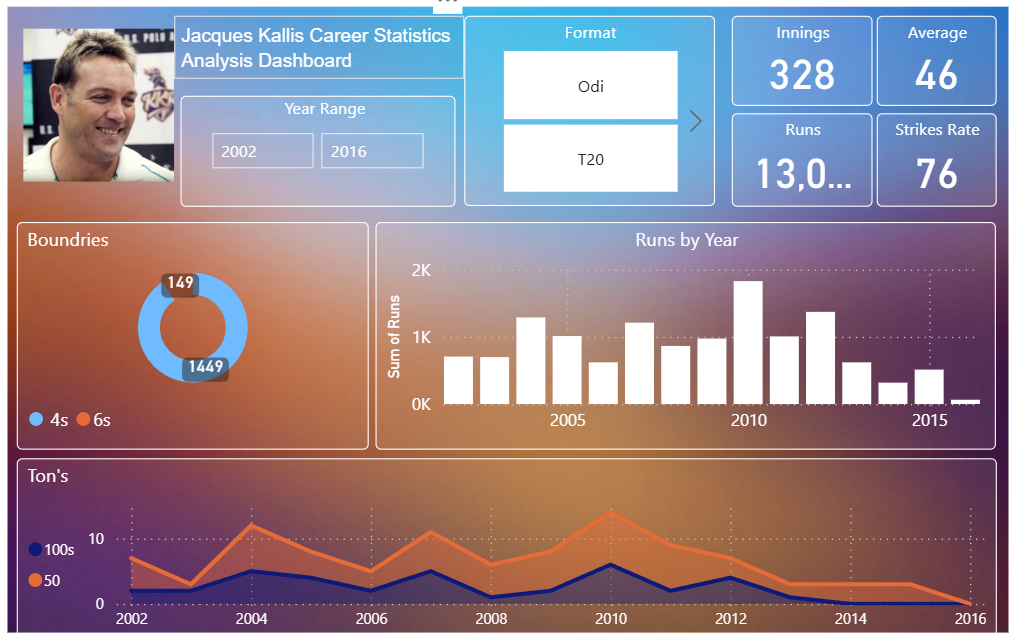 Jacques Kallis Career Statistics
Analysis Dashboard
Year Range
2002
2016
Format
Odi
T20
Innings
328
Average
46
Runs
13,0...
Strikes Rate
76
U.S. POLO A
KKR
U.S. P
Boundries
149
1449
4s
6s
Runs by Year
Sum of Runs
2K
1K
0K
2005
2010
2015
Ton's
100s
50
10
0
2002
2004
2006
2008
2010
2012
2014
2016